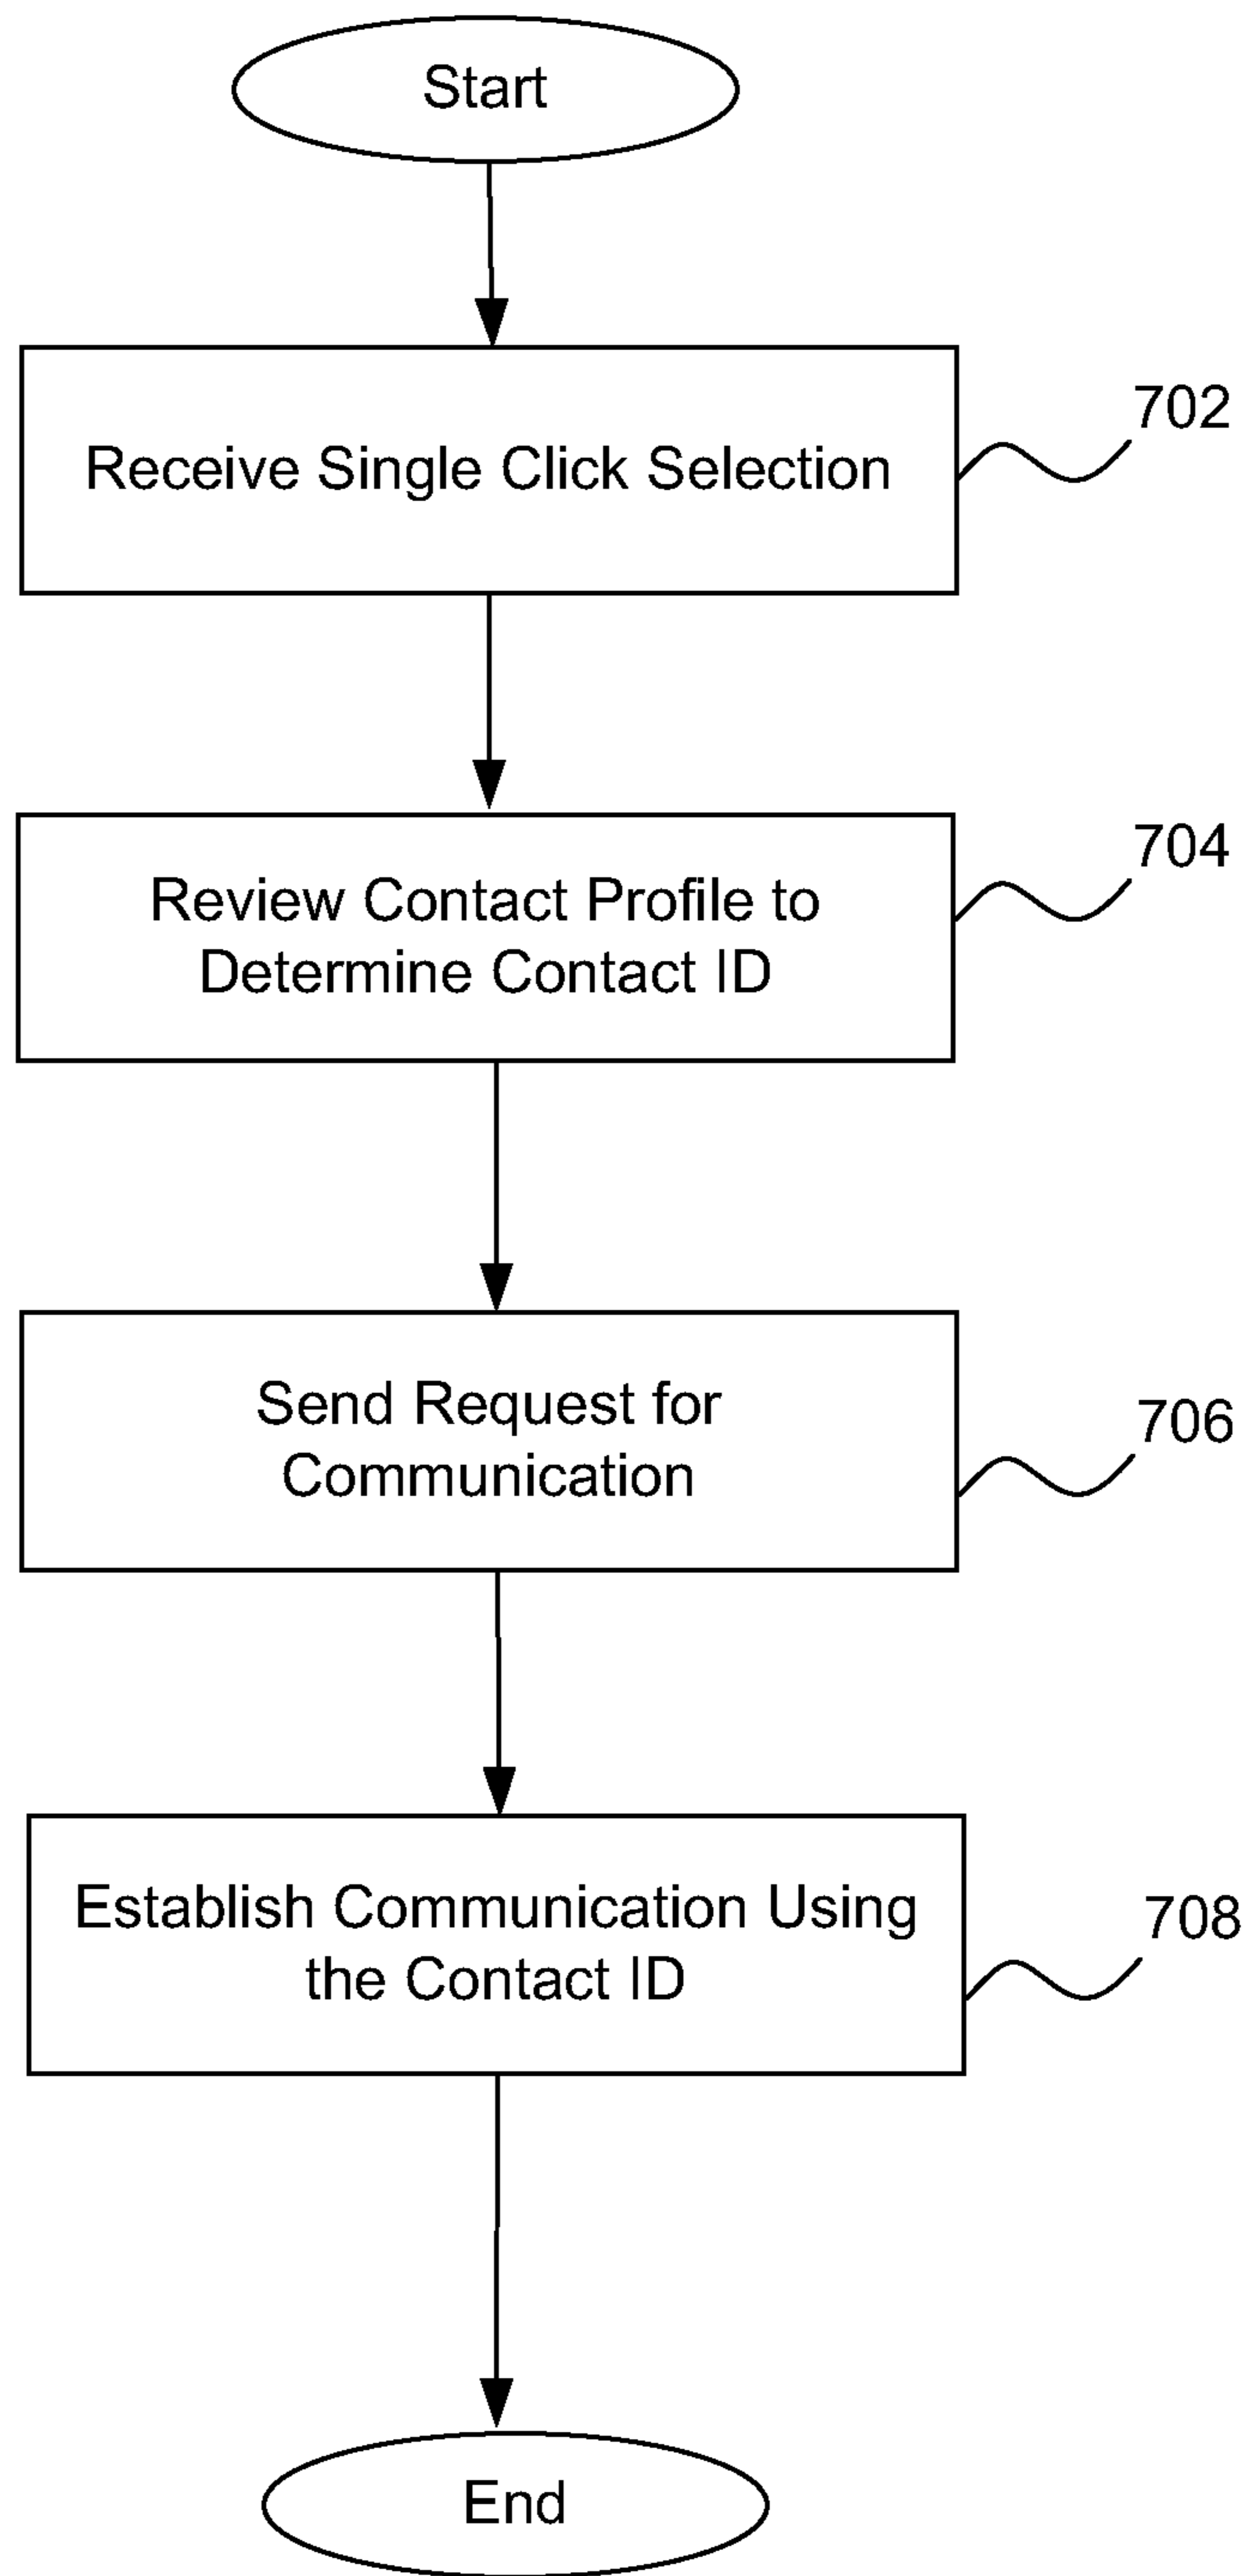 Start
Receive Single Click Selection
702
Review Contact Profile to
Determine Contact ID
704
Send Request for
Communication
706
Establish Communication Using
the Contact ID
708
End